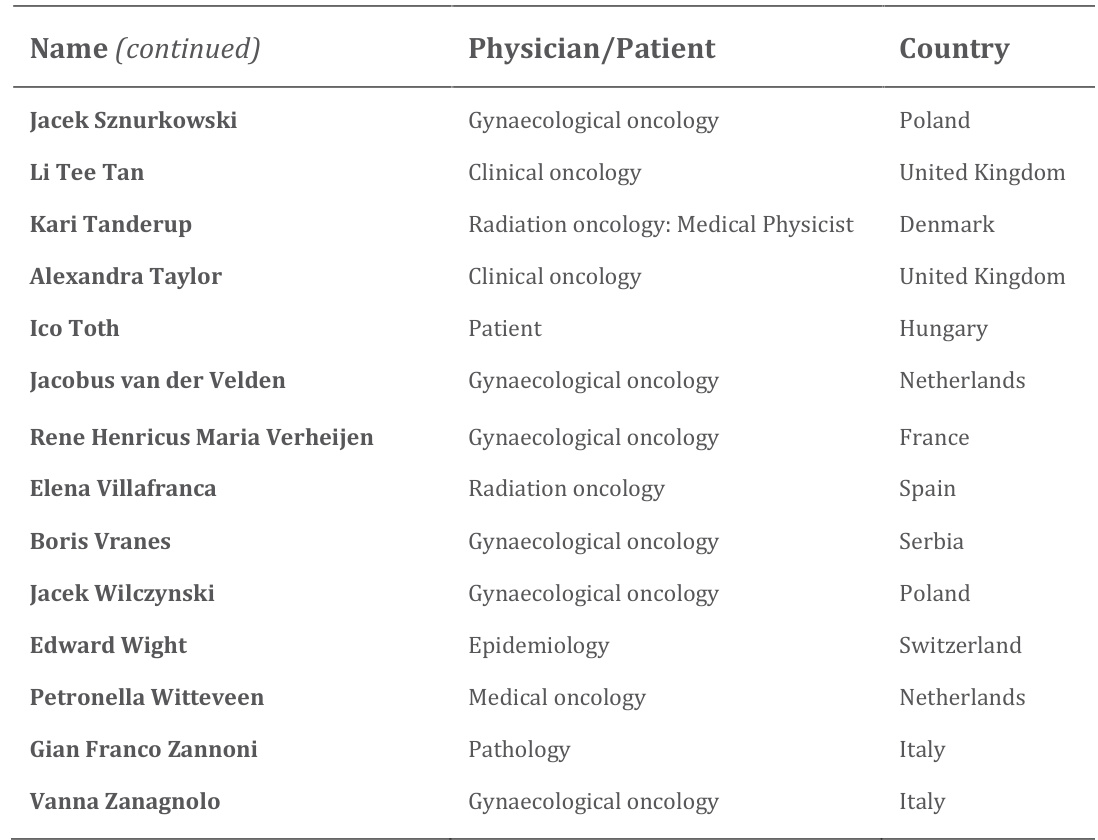 Name (continued) Physician/Patient Country
Jacek Sznurkowski Gynaecological oncology Poland
Li Tee Tan Clinical oncology United Kingdom
Kari Tanderup Radiation oncology: Medical Physicist Denmark
Alexandra Taylor Clinical oncology United Kingdom
Ico Toth Patient Hungary
Jacobus van der Velden Gynaecological oncology Netherlands
Rene Henricus Maria Verheijen Gynaecological oncology France
Elena Villafranca Radiation oncology Spain
Boris Vranes Gynaecological oncology Serbia
Jacek Wilczynski Gynaecological oncology Poland
Edward Wight Epidemiology Switzerland
Petronella Witteveen Medical oncology Netherlands
Gian Franco Zannoni Pathology Italy
Vanna Zanagnolo Gynaecological oncology Italy